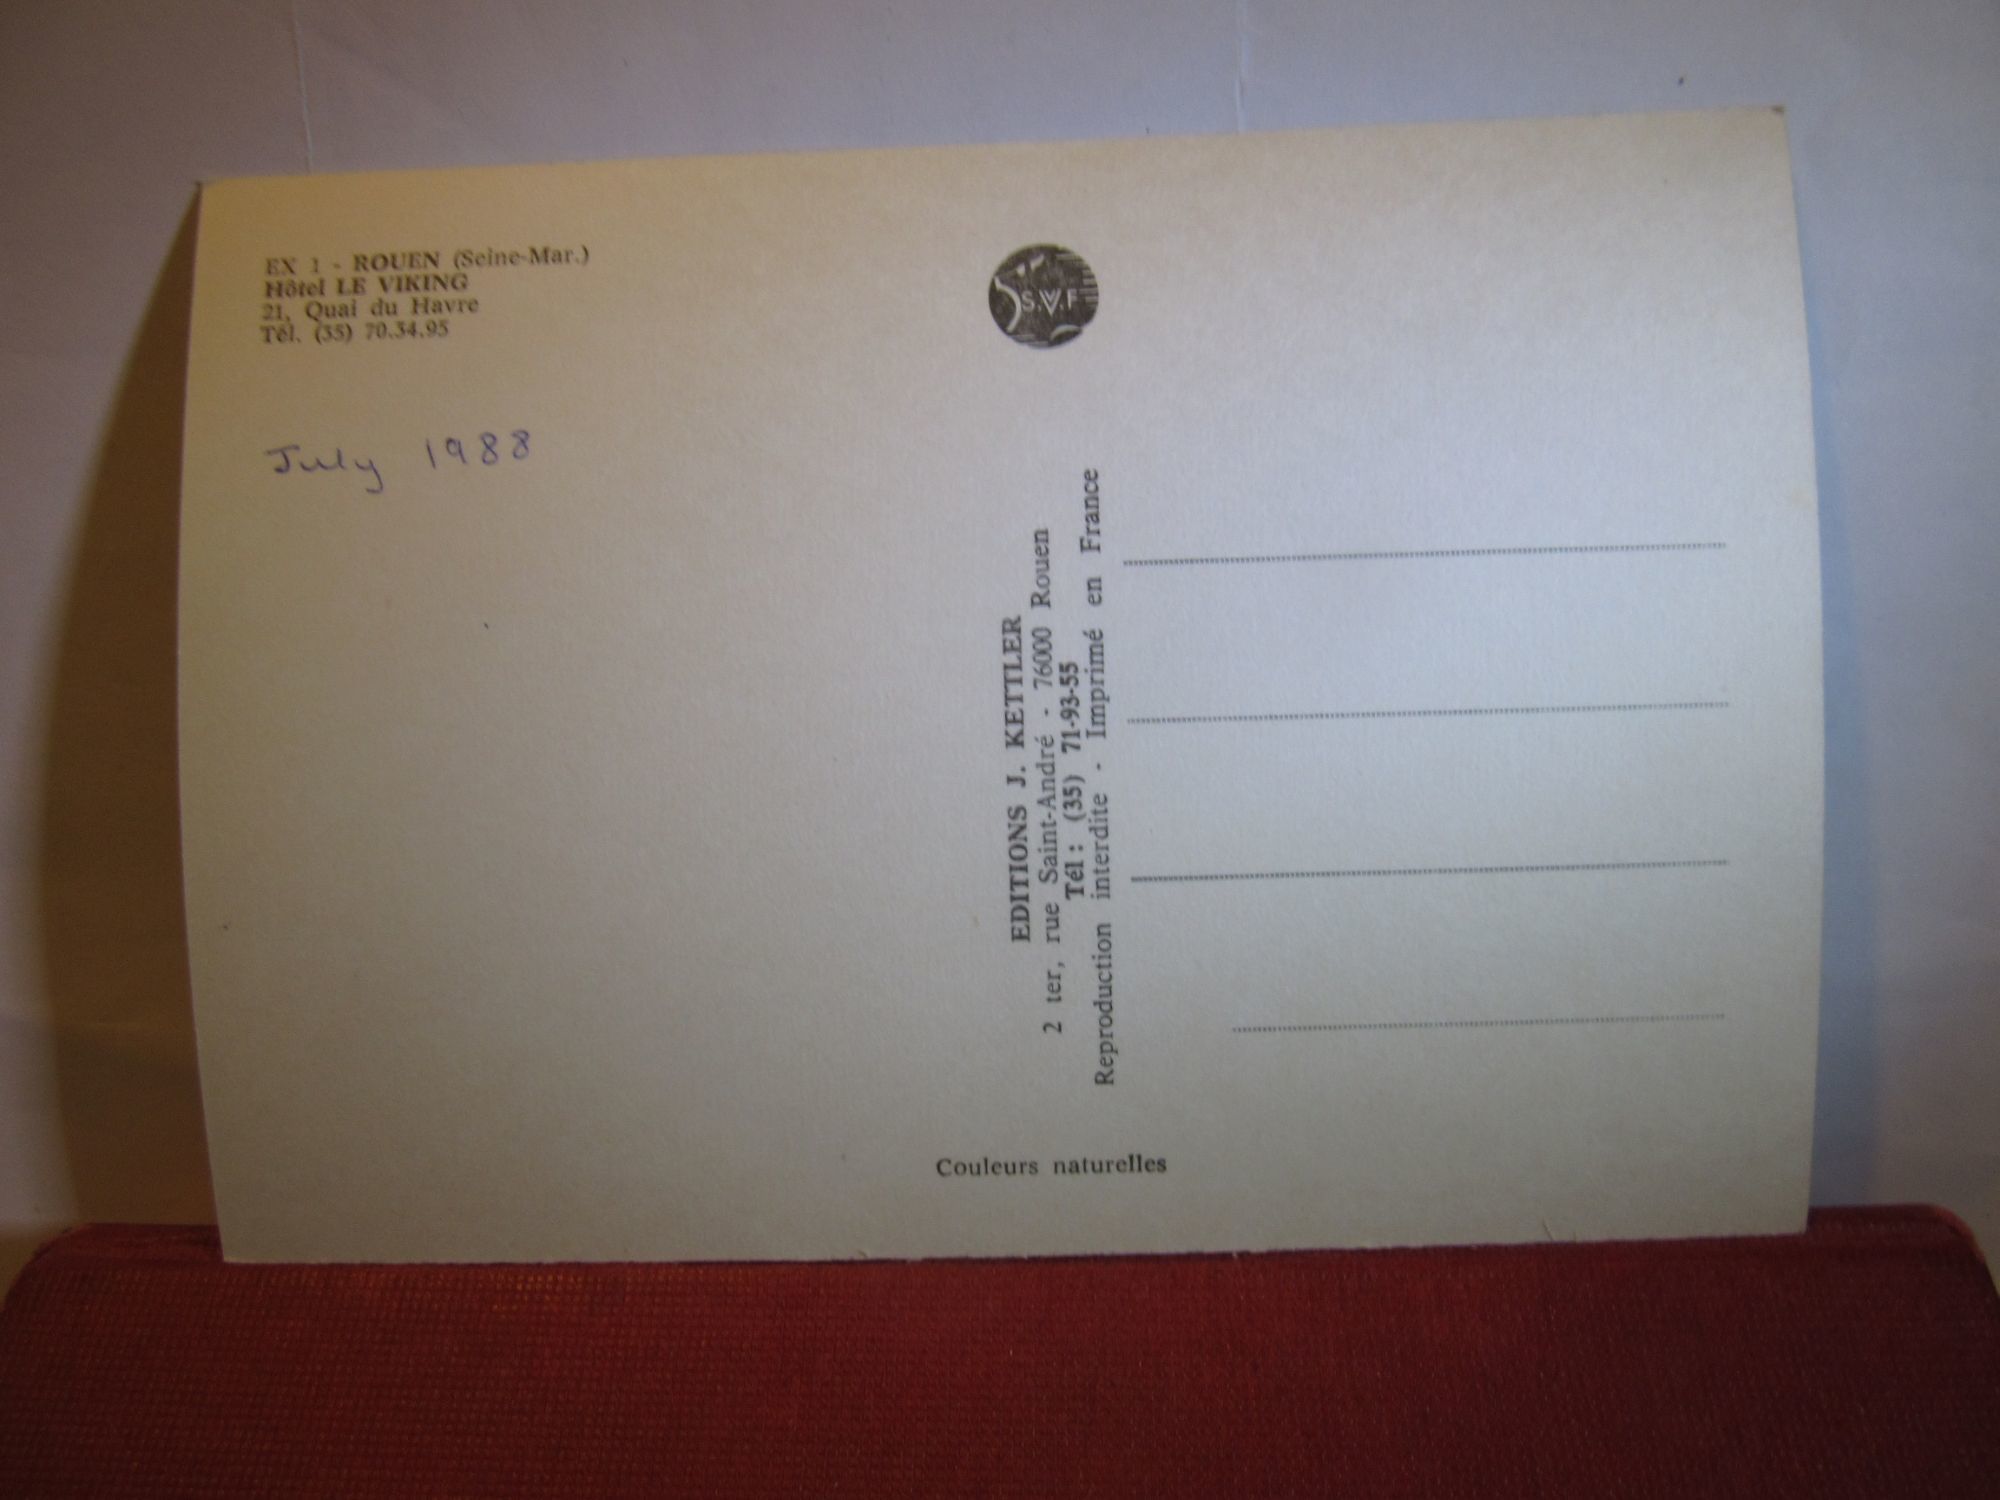 EX 1 - ROUEN (Seine-Mar.)
Hôtel LE VIKING
21, Quai du Havre
Tél. (35) 70.34.95
July 1988
S.V.F
EDITIONS J. KETTLER
2 ter, rue Saint-André - 76000 Rouen
Tél : (35) 71-93-55
Reproduction interdite - Imprimé en France
Couleurs naturelles